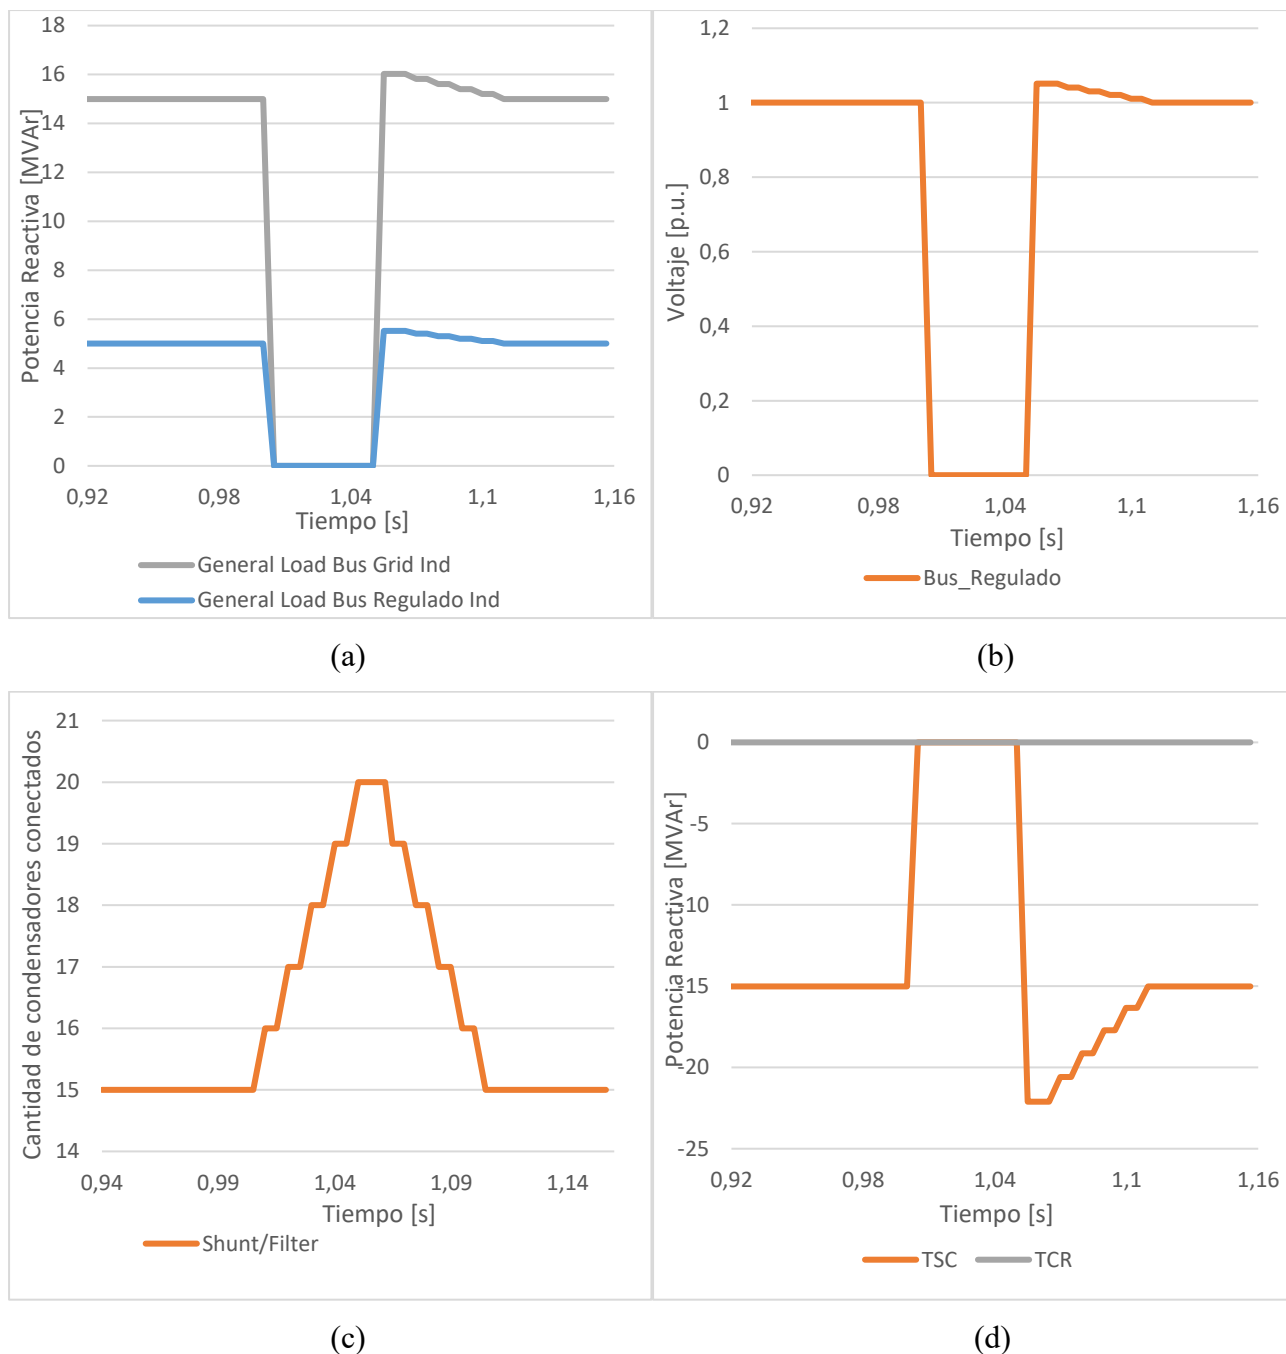 Potencia Reactiva [MVAr]
18
16
14
12
10
8
6
4
2
0
0,92 0,98 1,04 1,1 1,16
Tiempo [s]
General Load Bus Grid Ind
General Load Bus Regulado Ind
(a)
Voltaje [p.u.]
1,2
1
0,8
0,6
0,4
0,2
0
0,92 0,98 1,04 1,1 1,16
Tiempo [s]
Bus_Regulado
(b)
Cantidad de condensadores conectados
21
20
19
18
17
16
15
14
0,94 0,99 1,04 1,09 1,14
Tiempo [s]
Shunt/Filter
(c)
Potencia Reactiva [MVAr]
0
-5
-10
-15
-20
-25
0,92 0,98 1,04 1,1 1,16
Tiempo [s]
TSC TCR
(d)